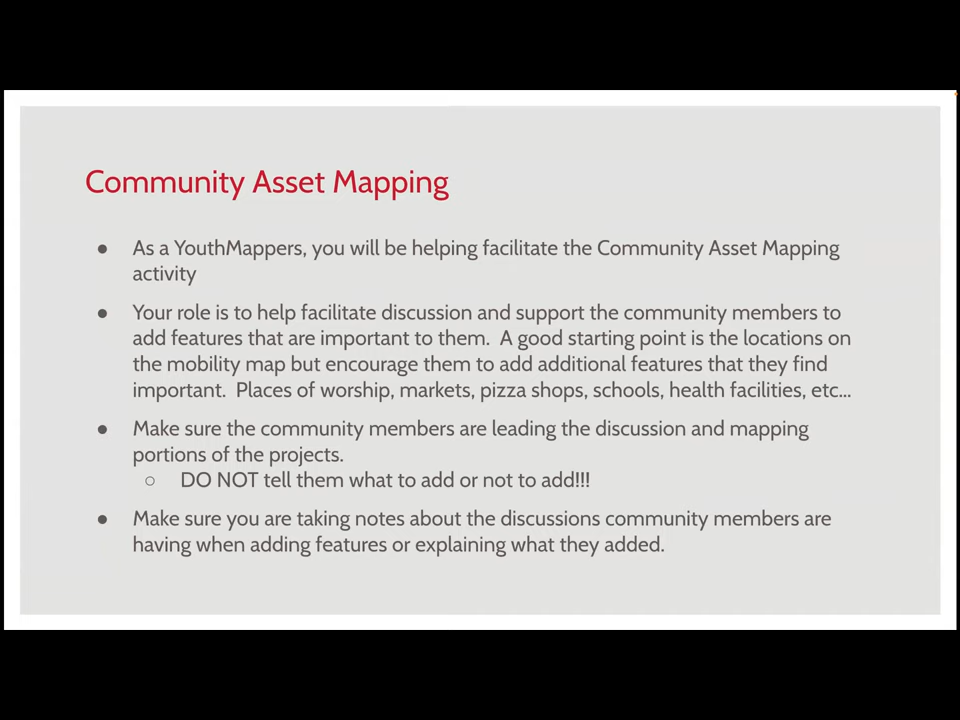 Community Asset Mapping
● As a YouthMappers, you will be helping facilitate the Community Asset Mapping
activity
● Your role is to help facilitate discussion and support the community members to
add features that are important to them.  A good starting point is the locations on
the mobility map but encourage them to add additional features that they find
important.  Places of worship, markets, pizza shops, schools, health facilities, etc...
● Make sure the community members are leading the discussion and mapping
portions of the projects.
○ DO NOT tell them what to add or not to add!!!
● Make sure you are taking notes about the discussions community members are
having when adding features or explaining what they added.